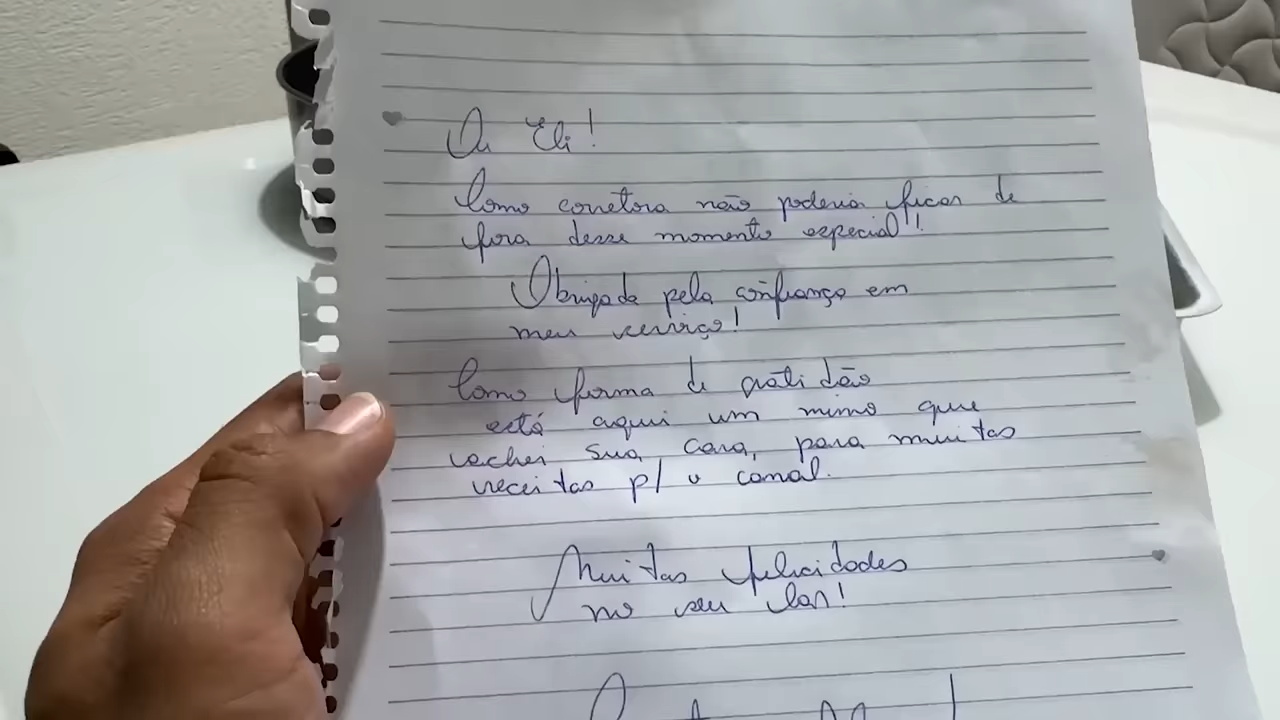 Oi Eli!
Como corretora não poderia ficar de
fora desse momento especial!
Obrigada pela confiança em
meu serviço!
Como forma de gratidão
está aqui um mimo que
achei sua cara, para muitas
receitas p/ o canal.
Muitas felicidades
no seu lar!